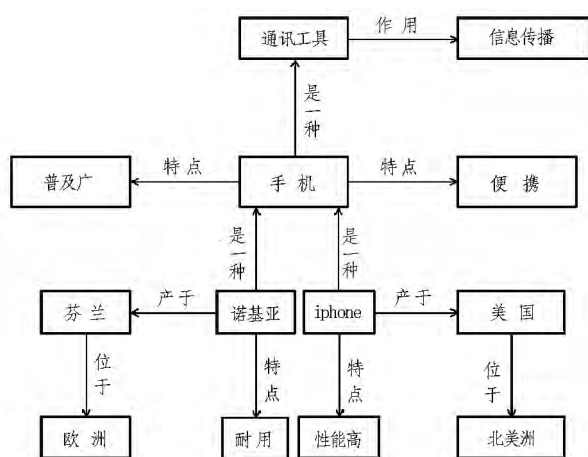 通讯工具 作用 信息传播
是一种
普及广 特点 手机 特点 便携
是一种 是一种
芬兰 产于 诺基亚 iphone 产于 美国
位于 特点 特点 位于
欧洲 耐用 性能高 北美洲